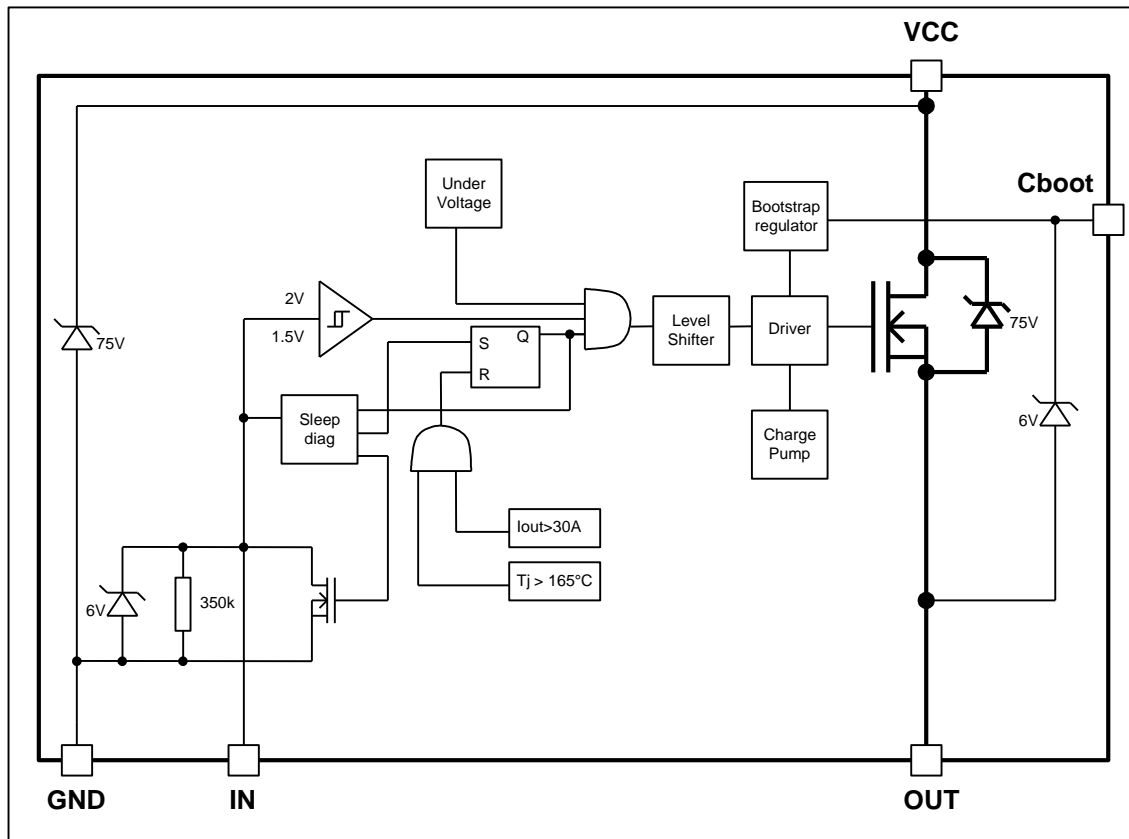 VCC
Cboot
Under
Voltage
Bootstrap
regulator
2V
1.5V
75V
S
Q
R
Level
Shifter
Driver
75V
Sleep
diag
Charge
Pump
6V
Iout>30A
Tj > 165°C
6V
350k
GND
IN
OUT